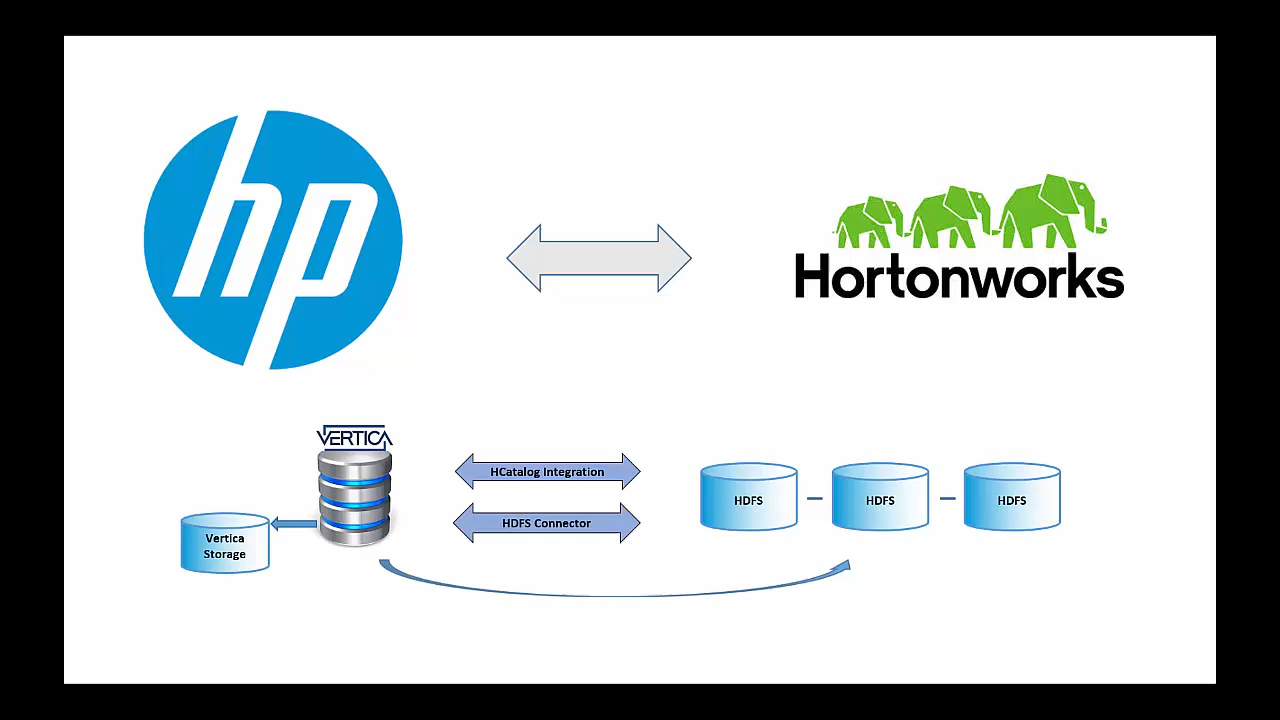 hp
Hortonworks
VERTICA
HCatalog Integration
HDFS Connector
HDFS
HDFS
HDFS
Vertica
Storage